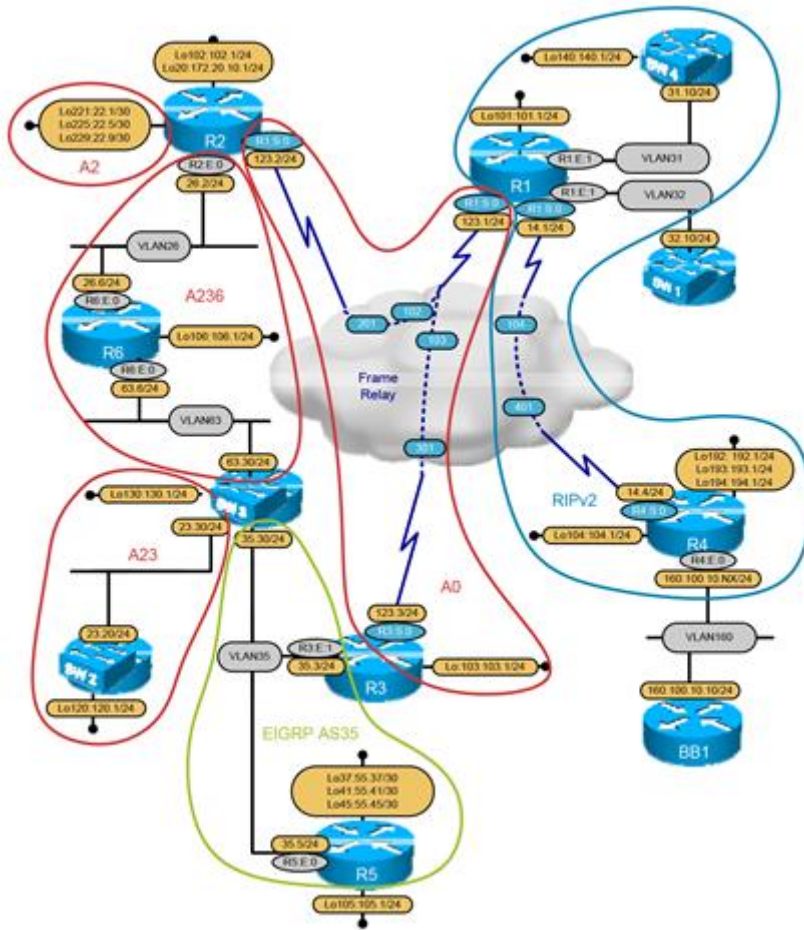 Lo102:102.1/24
Lo20:172.20.10.1/24
Lo221:22.1/30
Lo225:22.5/30
Lo229:22.9/30
A2
R2
R3:S:0
123.2/24
R2:E:0
26.2/24
VLAN26
26.6/24
R6:E:0
A236
R6
Lo106:106.1/24
R6:E:0
63.6/24
VLAN63
63.30/24
Lo130:130.1/24
SW 3
23.30/24
35.30/24
A23
23.20/24
SW 2
Lo120:120.1/24
Lo140:140.1/24
SW 4
31.10/24
Lo101:101.1/24
R1
R1:E:1
VLAN31
R1:E:1
VLAN32
R1:S:0
R1:S:0
123.1/24
14.1/24
32.10/24
SW 1
201
102
103
104
Frame
Relay
301
401
RIPv2
Lo192: 192.1/24
Lo193:193.1/24
Lo194:194.1/24
14.4/24
R4:S:0
Lo104:104.1/24
R4
R4:E:0
160.100.10.NX/24
VLAN160
160.100.10.10/24
BB1
A0
123.3/24
R3:S:0
VLAN35
R3:E:1
35.3/24
R3
Lo:103:103.1/24
EIGRP AS35
Lo37:55.37/30
Lo41:55.41/30
Lo45:55.45/30
35.5/24
R5:E:0
R5
Lo105:105.1/24